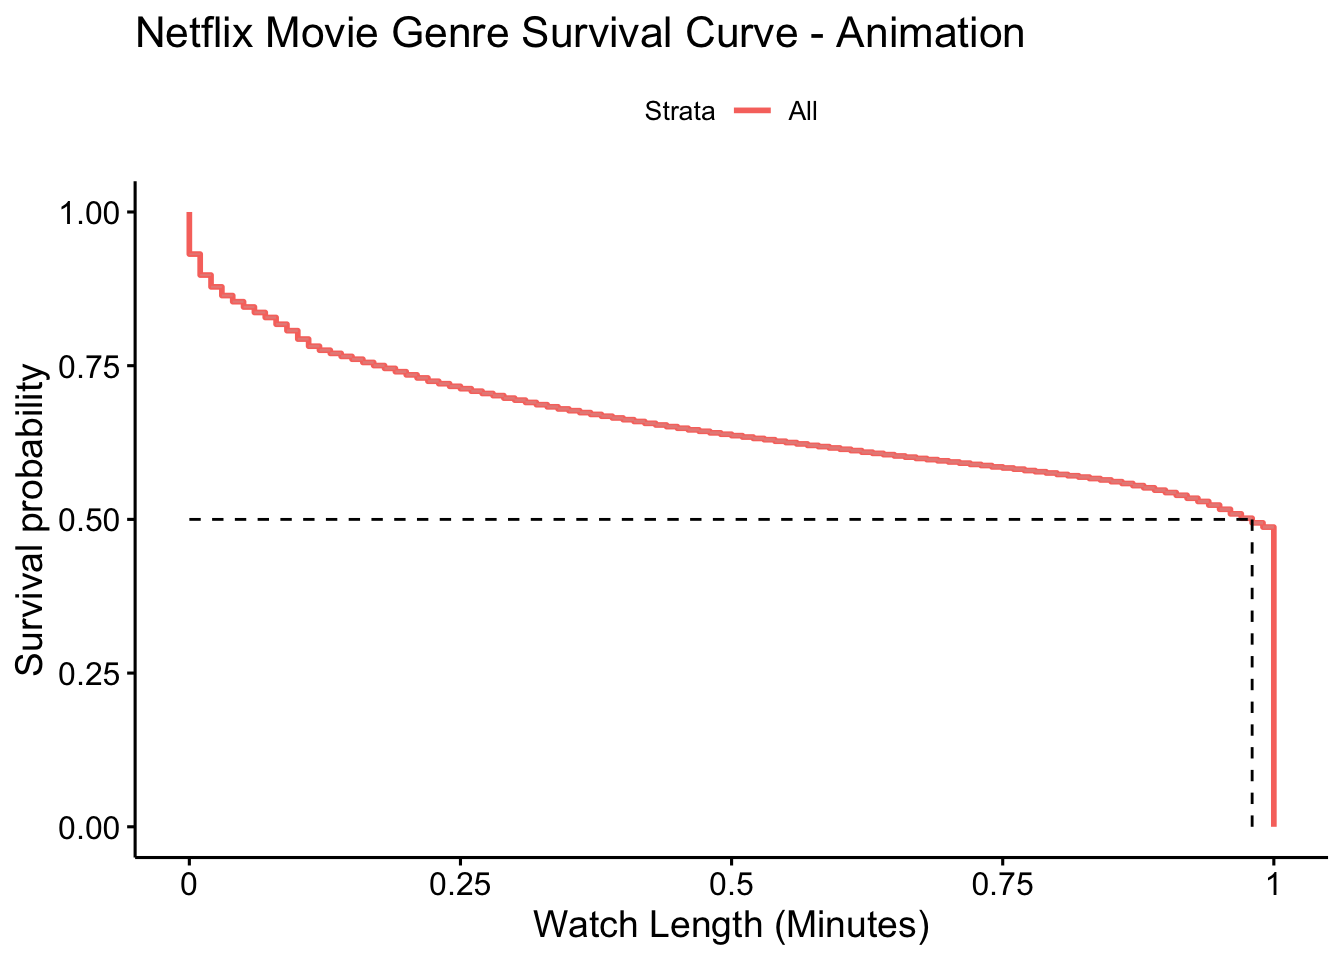 Netflix Movie Genre Survival Curve - Animation
Strata All
Survival probability
1.00
0.75
0.50
0.25
0.00
0 0.25 0.5 0.75 1
Watch Length (Minutes)